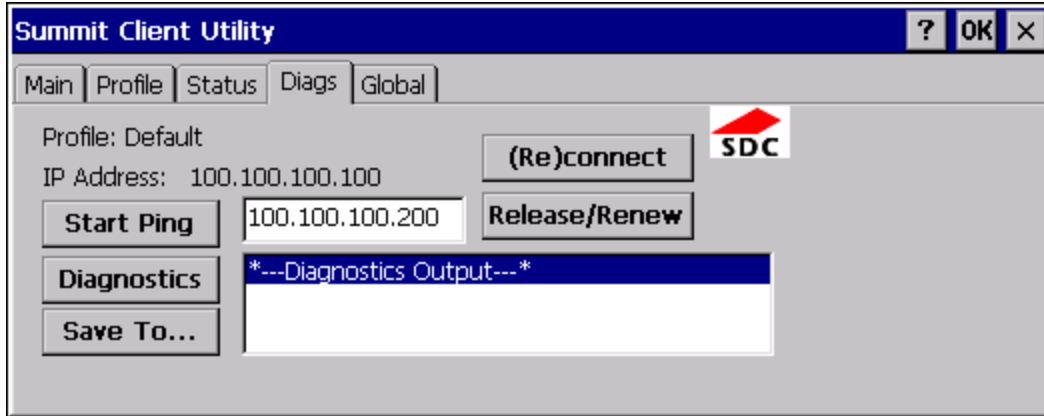 Summit Client Utility ? OK ×
Main Profile Status Diags Global
Profile: Default
(Re)connect
SDC
IP Address: 100.100.100.100
Start Ping 100.100.100.200 Release/Renew
Diagnostics *---Diagnostics Output---*
Save To...